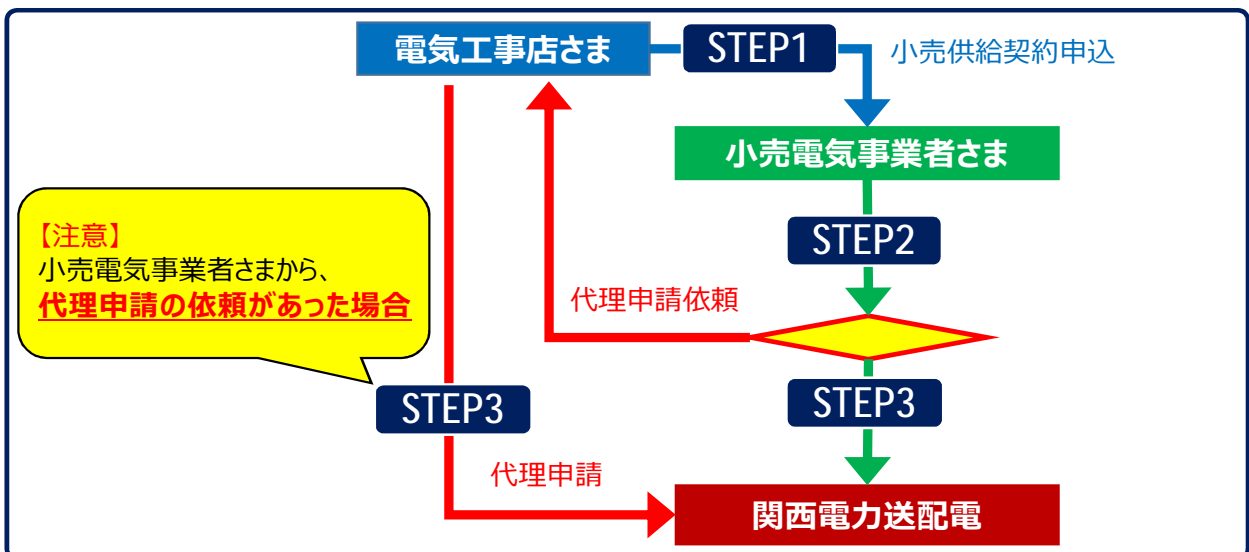 電気工事店さま
STEP1
小売供給契約申込
小売電気事業者さま
STEP2
【注意】
小売電気事業者さまから、
代理申請の依頼があった場合
代理申請依頼
STEP3
STEP3
代理申請
関西電力送配電